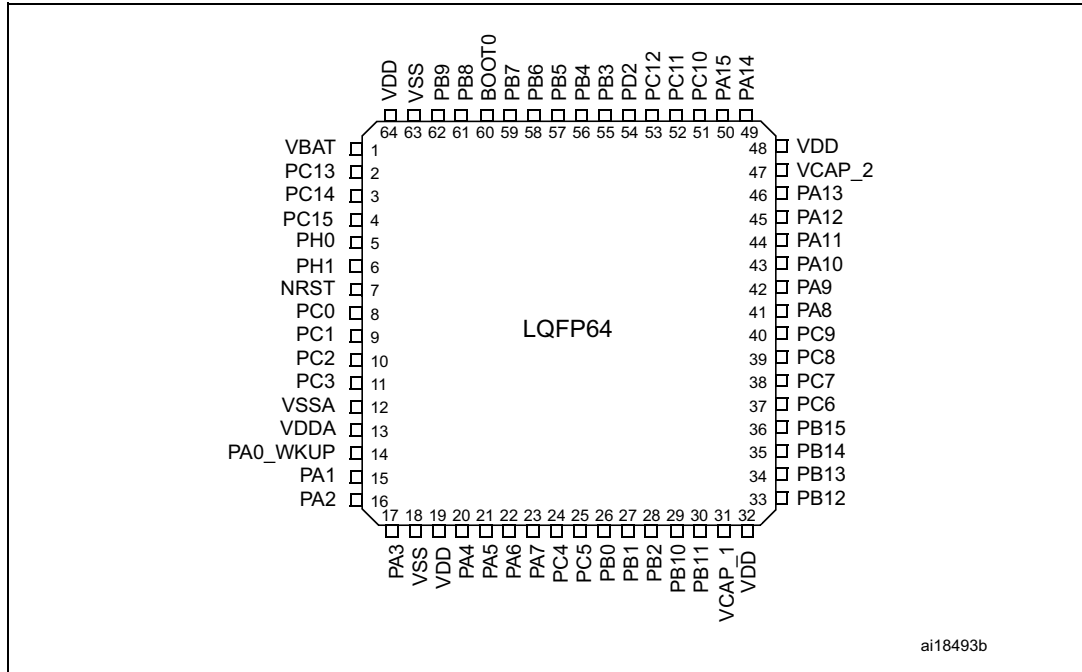 VDD VSS PB9 PB8 BOOT0 PB7 PB6 PB5 PB4 PB3 PD2 PC12 PC11 PC10 PA15 PA14
64 63 62 61 60 59 58 57 56 55 54 53 52 51 50 49
VBAT 1 48 VDD
PC13 2 47 VCAP_2
PC14 3 46 PA13
PC15 4 45 PA12
PH0 5 44 PA11
PH1 6 43 PA10
NRST 7 42 PA9
PC0 8 41 PA8
PC1 9 LQFP64 40 PC9
PC2 10 39 PC8
PC3 11 38 PC7
VSSA 12 37 PC6
VDDA 13 36 PB15
PA0_WKUP 14 35 PB14
PA1 15 34 PB13
PA2 16 33 PB12
17 18 19 20 21 22 23 24 25 26 27 28 29 30 31 32
PA3 VSS VDD PA4 PA5 PA6 PA7 PC4 PC5 PB0 PB1 PB2 PB10 PB11 VCAP_1 VDD
ai18493b